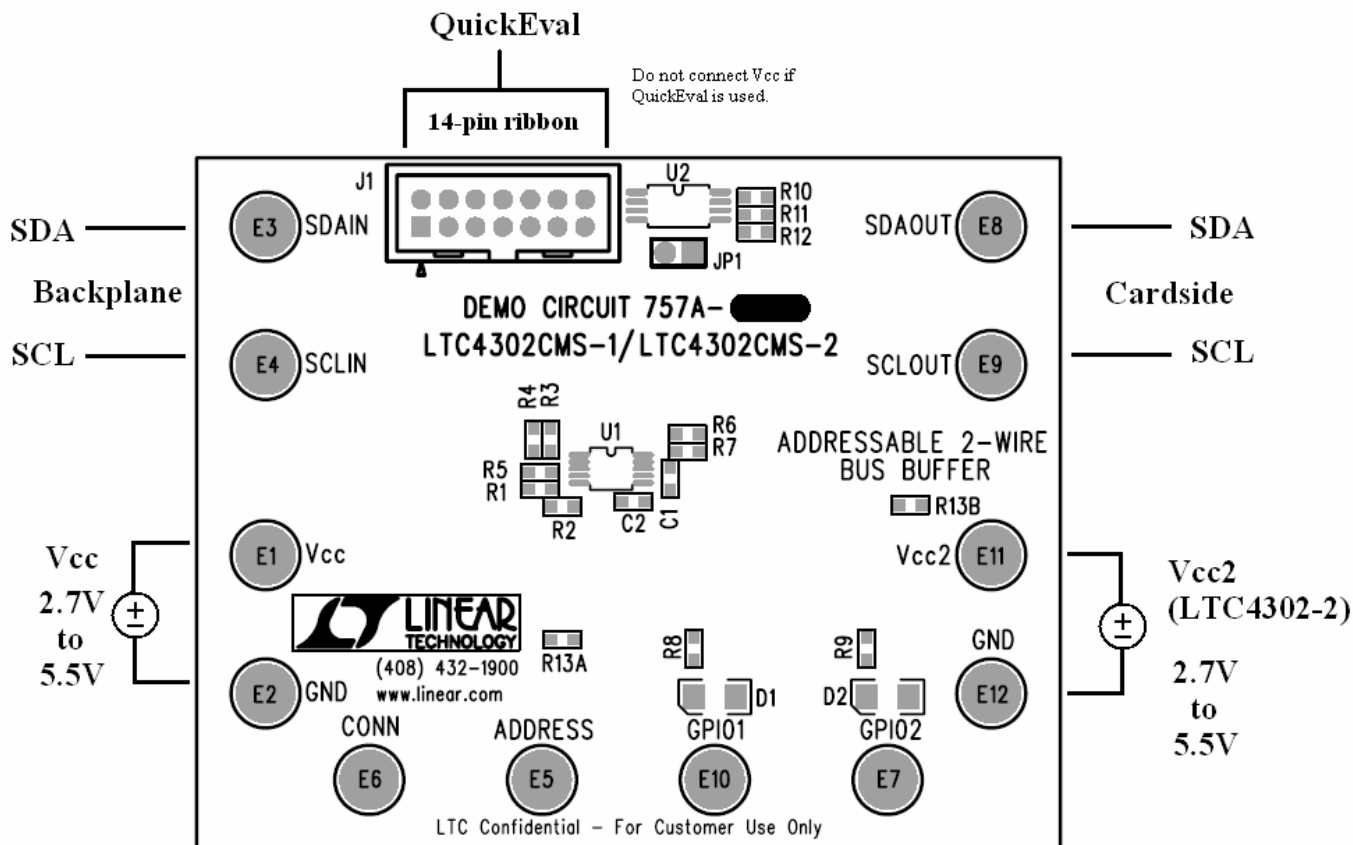 QuickEval
Do not connect Vcc if
QuickEval is used.
14-pin ribbon
J1
U2
R10
R11
R12
JP1
SDA
E3
SDAIN
SDAOUT
E8
SDA
Backplane
Cardside
DEMO CIRCUIT 757A-
LTC4302CMS-1/LTC4302CMS-2
SCL
E4
SCLIN
SCLOUT
E9
SCL
R4
R3
U1
R6
R7
R5
R1
R2
C2
C1
ADDRESSABLE 2-WIRE
BUS BUFFER
R13B
Vcc
2.7V
to
5.5V
E1
Vcc
Vcc2
E11
Vcc2
(LTC4302-2)
2.7V
to
5.5V
LINEAR
TECHNOLOGY
(408) 432-1900
www.linear.com
R13A
R8
R9
GND
E2
GND
E12
D1
D2
CONN
ADDRESS
GPIO1
GPIO2
E6
E5
E10
E7
LTC Confidential - For Customer Use Only